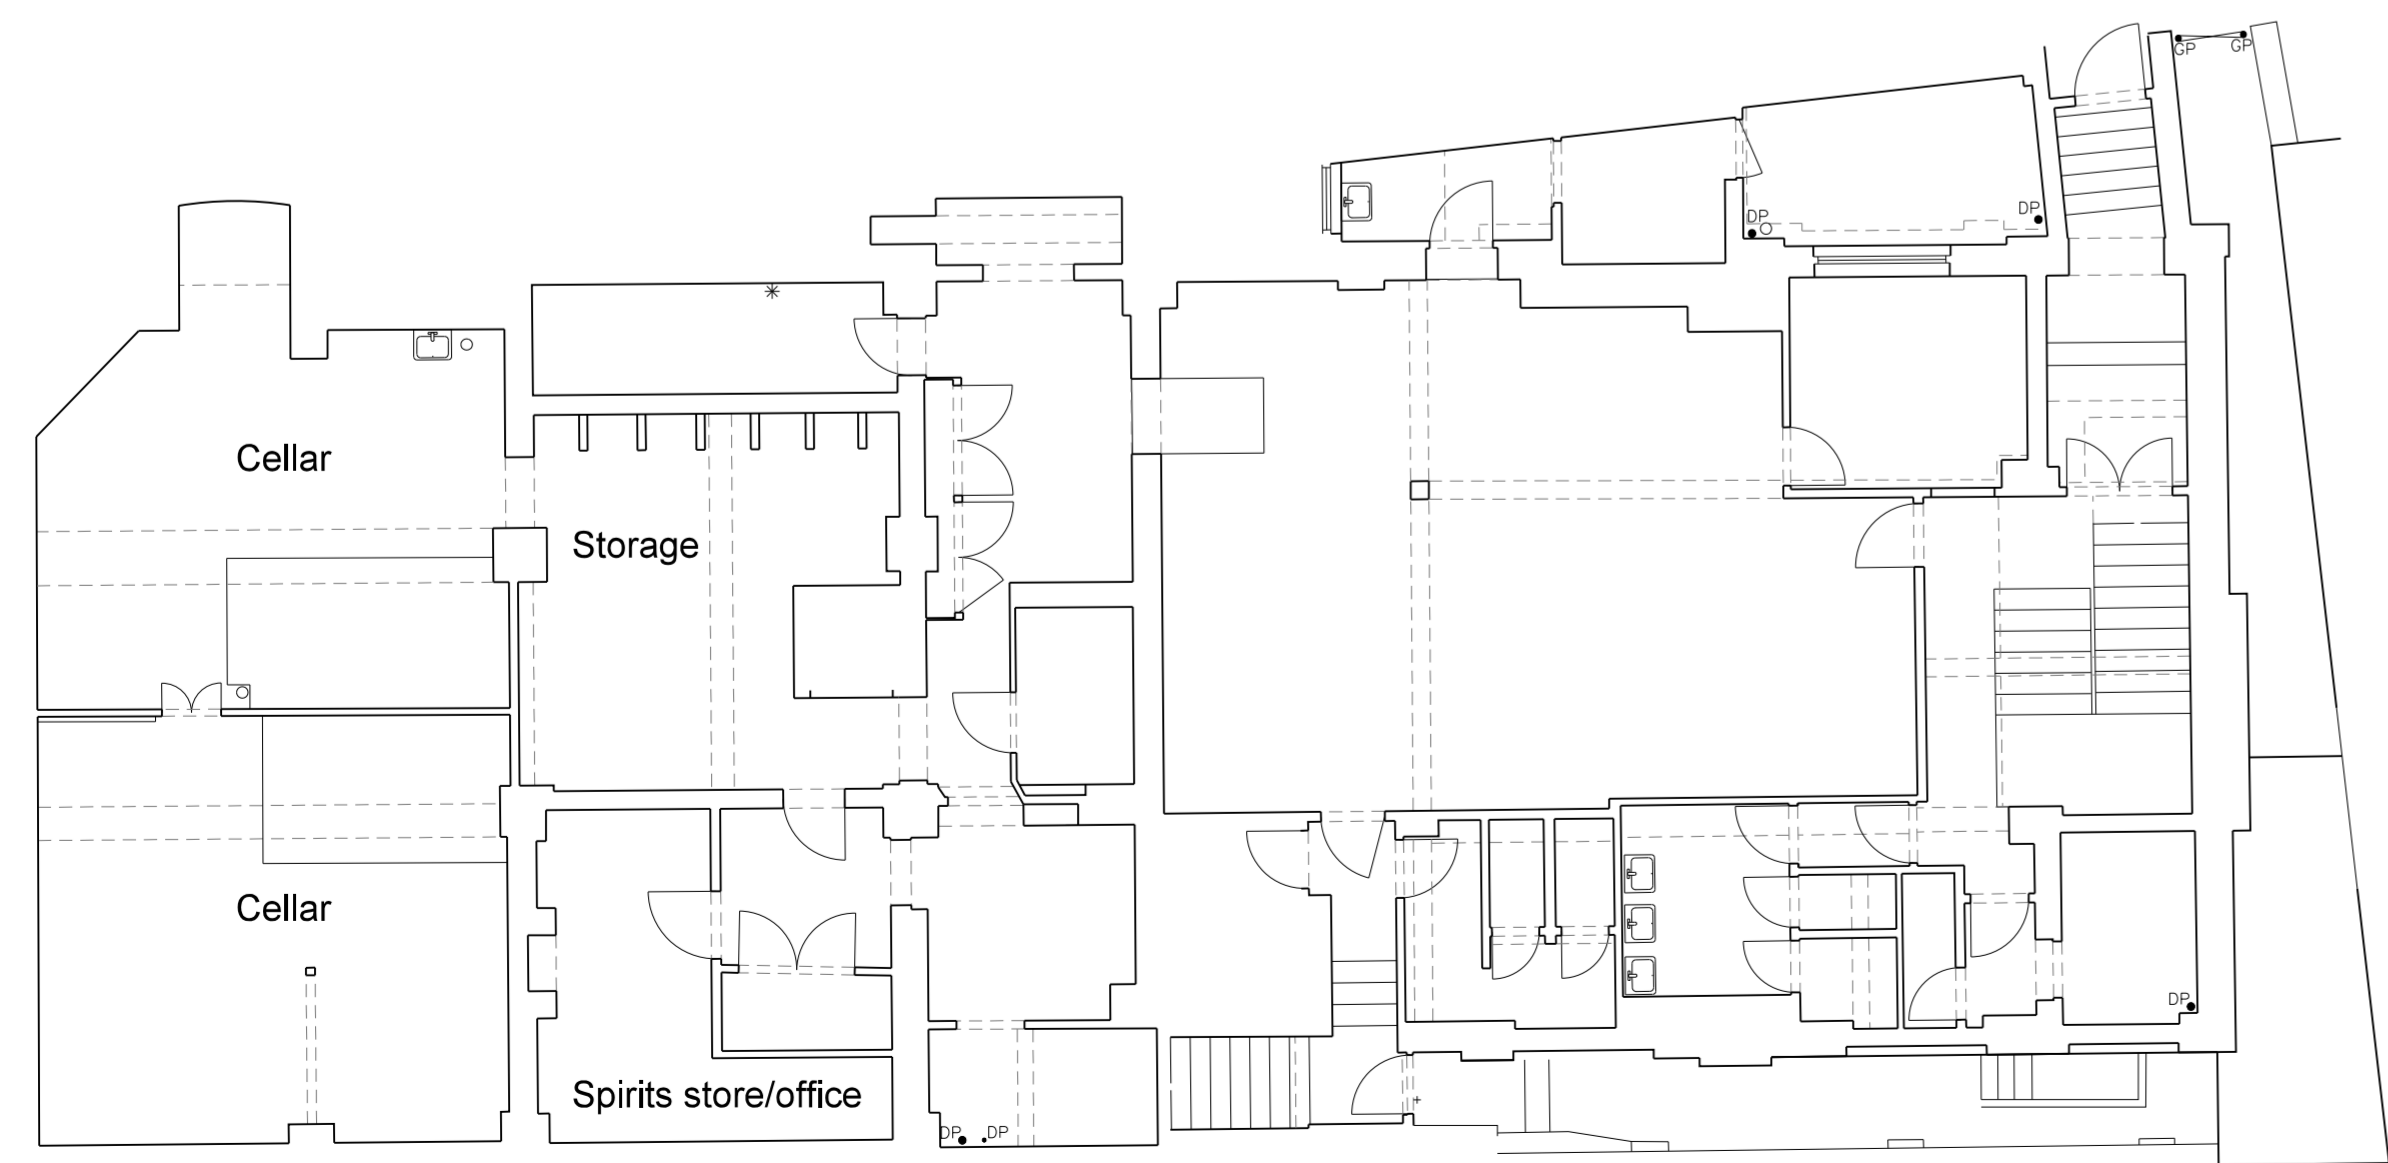 GP GP
DP
DP
Cellar
Storage
Cellar
DP
Spirits store/office
DP DP